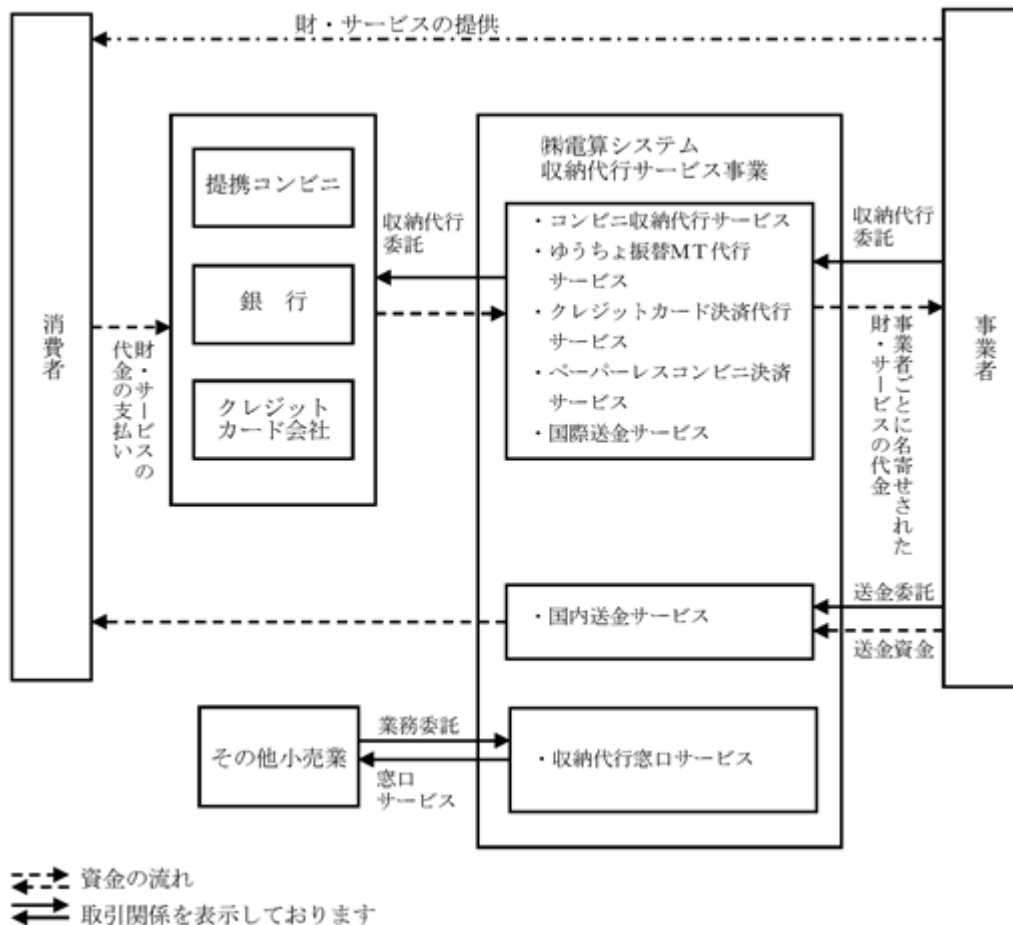 財・サービスの提供
消費者
財・サービスの
代金の支払い
提携コンビニ
銀 行
クレジット
カード会社
収納代行
委託
㈱電算システム
収納代行サービス事業
・コンビニ収納代行サービス
・ゆうちょ振替MT代行
サービス
・クレジットカード決済代行
サービス
・ペーパーレスコンビニ決済
サービス
・国際送金サービス
収納代行
委託
事業者ごとに名寄せされた
財・サービスの代金
事業者
・国内送金サービス
送金委託
送金資金
その他小売業
業務委託
窓口
サービス
・収納代行窓口サービス
資金の流れ
取引関係を表示しております